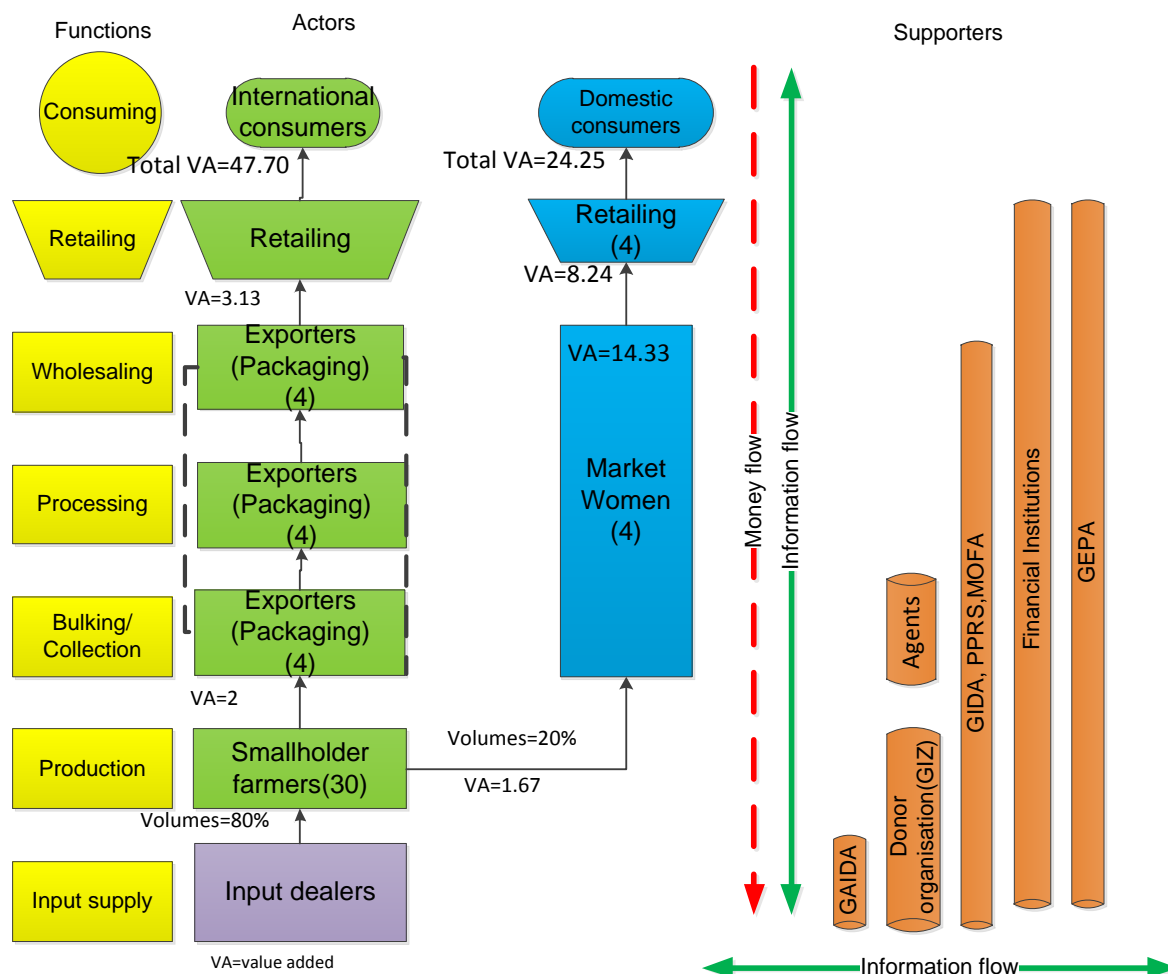 Functions
Actors
Supporters
Consuming
International
consumers
Domestic
consumers
Total VA=47.70
Total VA=24.25
Retailing
Retailing
Retailing
(4)
VA=3.13
VA=8.24
Wholesaling
Exporters
(Packaging)
(4)
VA=14.33
Processing
Exporters
(Packaging)
(4)
Market
Women
(4)
Bulking/
Collection
Exporters
(Packaging)
(4)
VA=2
Production
Smallholder
farmers(30)
Volumes=20%
VA=1.67
Volumes=80%
Input supply
Input dealers
VA=value added
Money flow
Information flow
GAIDA
Agents
Donor
organisation(GIZ)
GIDA, PPRS,MOFA
Financial Institutions
GEPA
Information flow